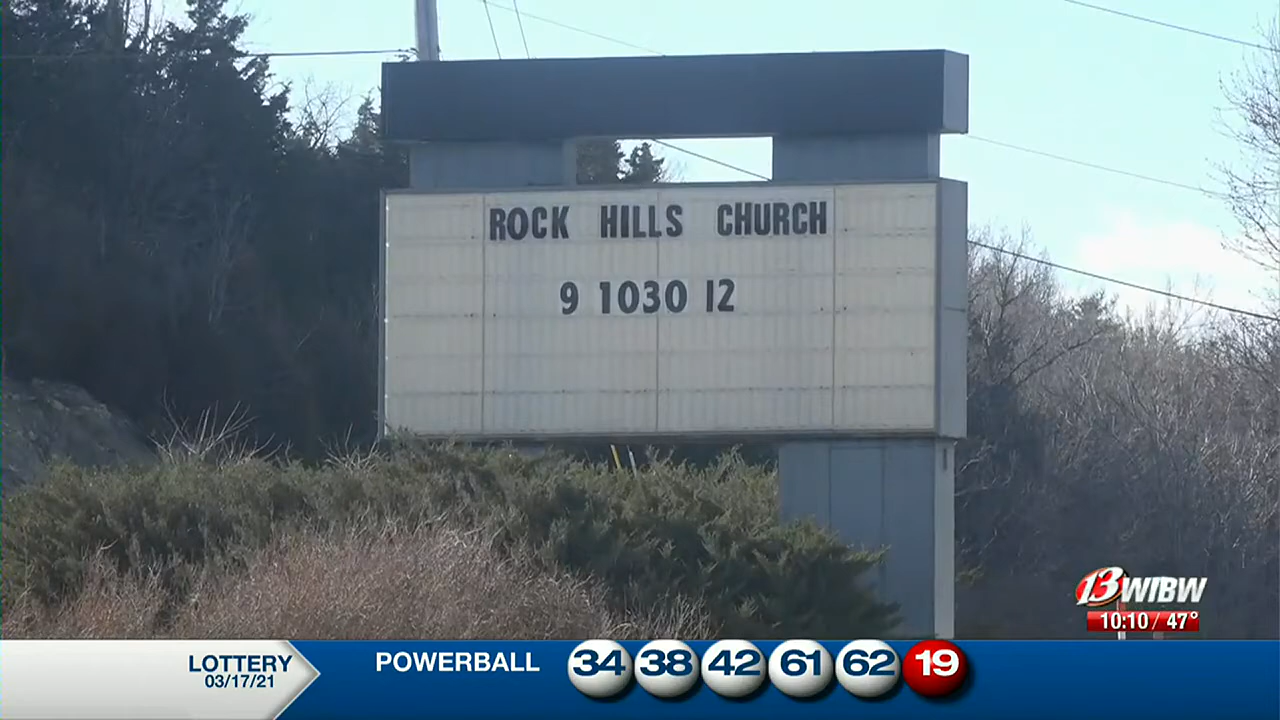 ROCK HILLS CHURCH
9 1030 12
13 WIBW
10:10 / 47°
LOTTERY
03/17/21
POWERBALL 34 38 42 61 62 19